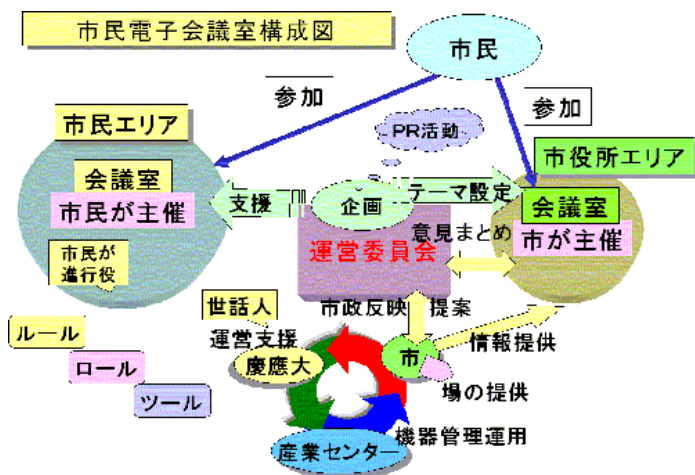 市民電子会議室構成図
市民
参加
参加
PR活動
市民エリア
市役所エリア
会議室
市民が主催
支援
企画
テーマ設定
会議室
市が主催
意見まとめ
運営委員会
市民が
進行役
世話人
市政反映
提案
ルール
運営支援
慶應大
市
情報提供
ロール
場の提供
ツール
産業センター
機器管理運用